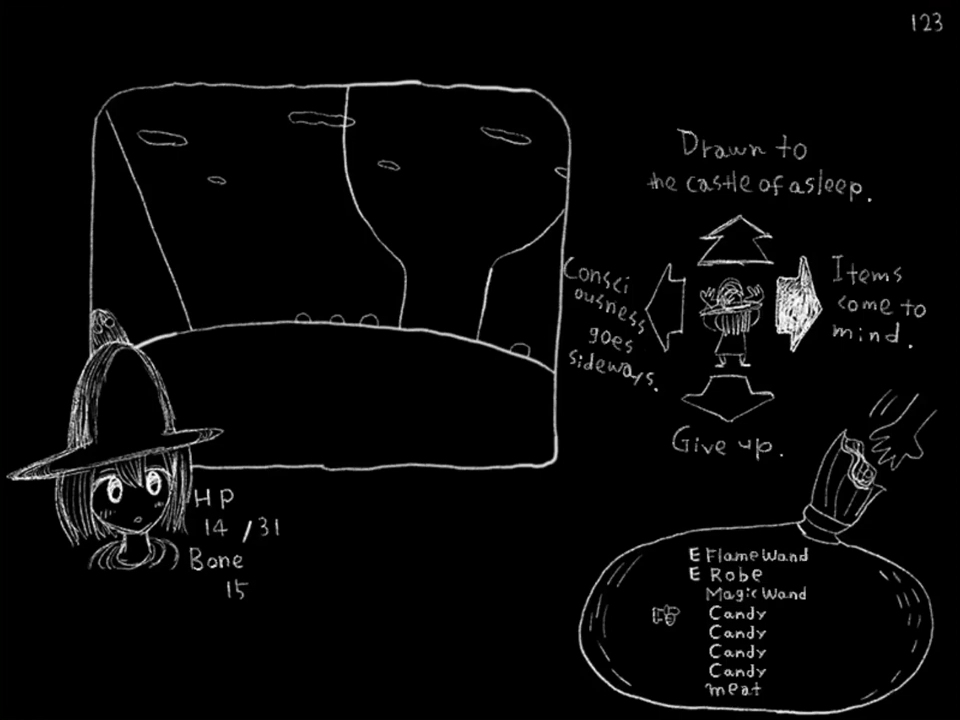 123
Drawn to
the castle of asleep.
Consci
ousness
goes
sideways.
Items
come to
mind.
Give up.
HP
14/31
Bone
15
E Flame Wand
E Robe
Magic Wand
Candy
Candy
Candy
Candy
meat